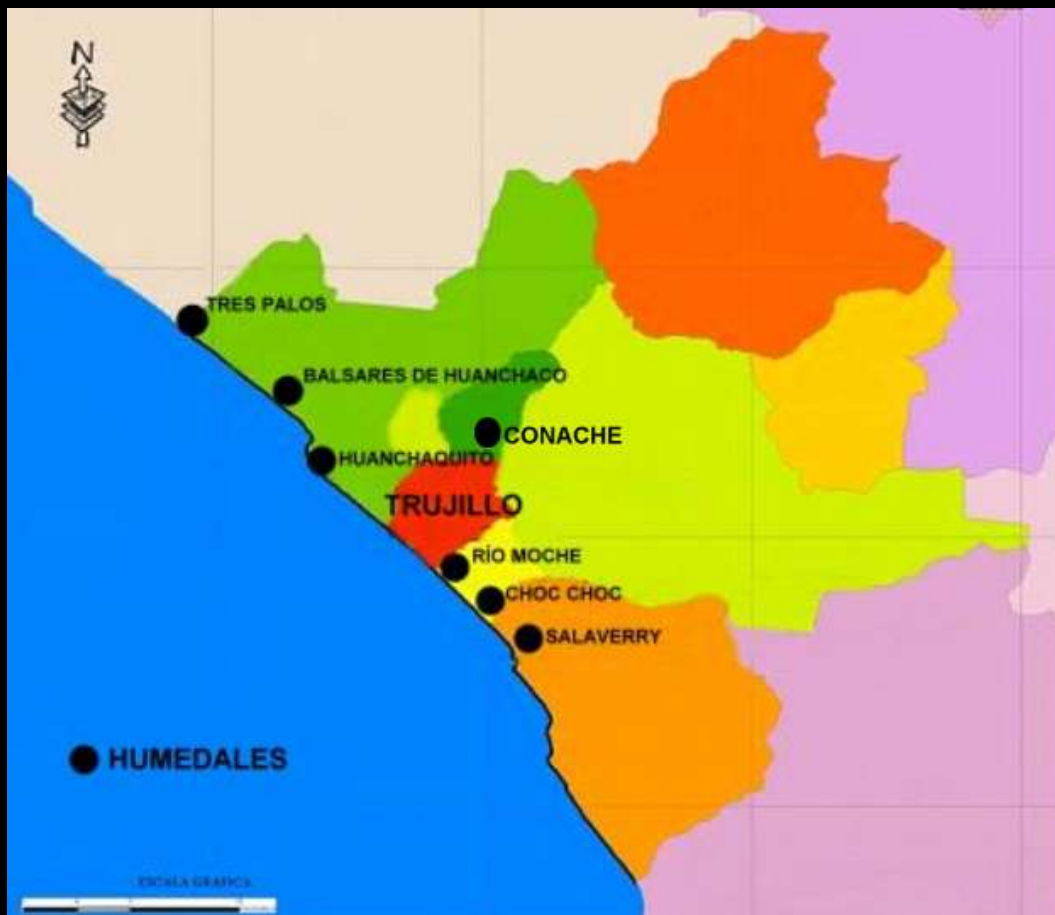 N
TRES PALOS
BALSARES DE HUANCHACO
CONACHE
HUANCHAQUITO
TRUJILLO
RÍO MOCHE
CHOC CHOC
SALAVERRY
HUMEDALES
ESCALA GRAFICA